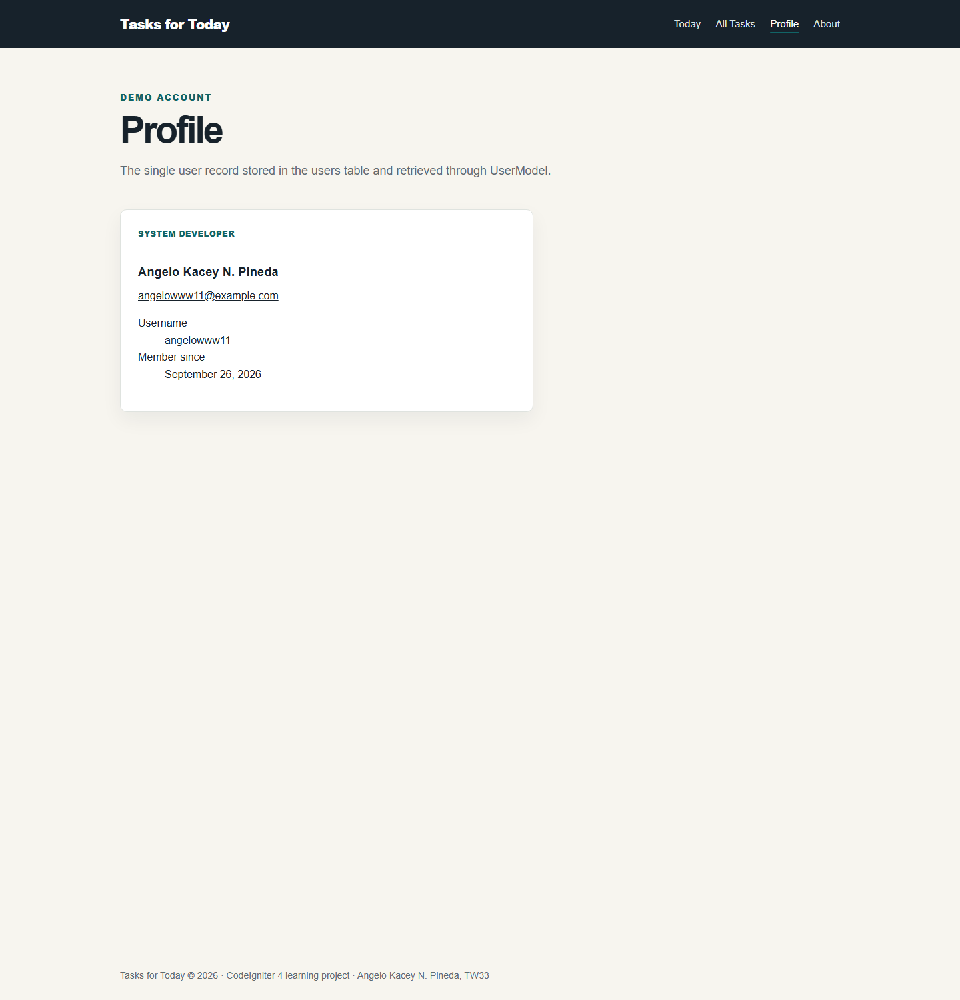 Tasks for Today
Today All Tasks Profile About
DEMO ACCOUNT
Profile
The single user record stored in the users table and retrieved through UserModel.
SYSTEM DEVELOPER
Angelo Kacey N. Pineda
angelowww11@example.com
Username
angelowww11
Member since
September 26, 2026
Tasks for Today © 2026 · CodeIgniter 4 learning project · Angelo Kacey N. Pineda, TW33